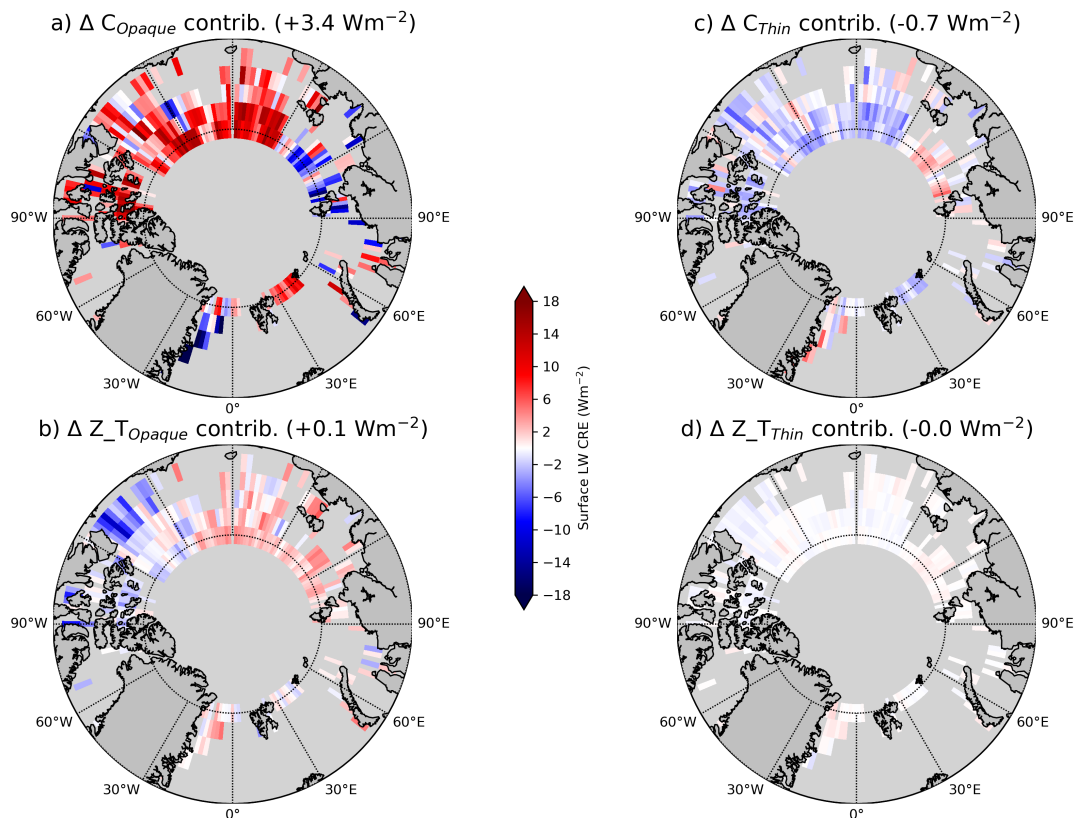 a) Δ C_Opaque contrib. (+3.4 Wm⁻²)
90°W
90°E
60°W
60°E
30°W
30°E
0°
c) Δ C_Thin contrib. (-0.7 Wm⁻²)
90°W
90°E
60°W
60°E
30°W
30°E
0°
18
14
10
6
2
−2
−6
−10
−14
−18
Surface LW CRE (Wm⁻²)
b) Δ Z_T_Opaque contrib. (+0.1 Wm⁻²)
90°W
90°E
60°W
60°E
30°W
30°E
0°
d) Δ Z_T_Thin contrib. (-0.0 Wm⁻²)
90°W
90°E
60°W
60°E
30°W
30°E
0°